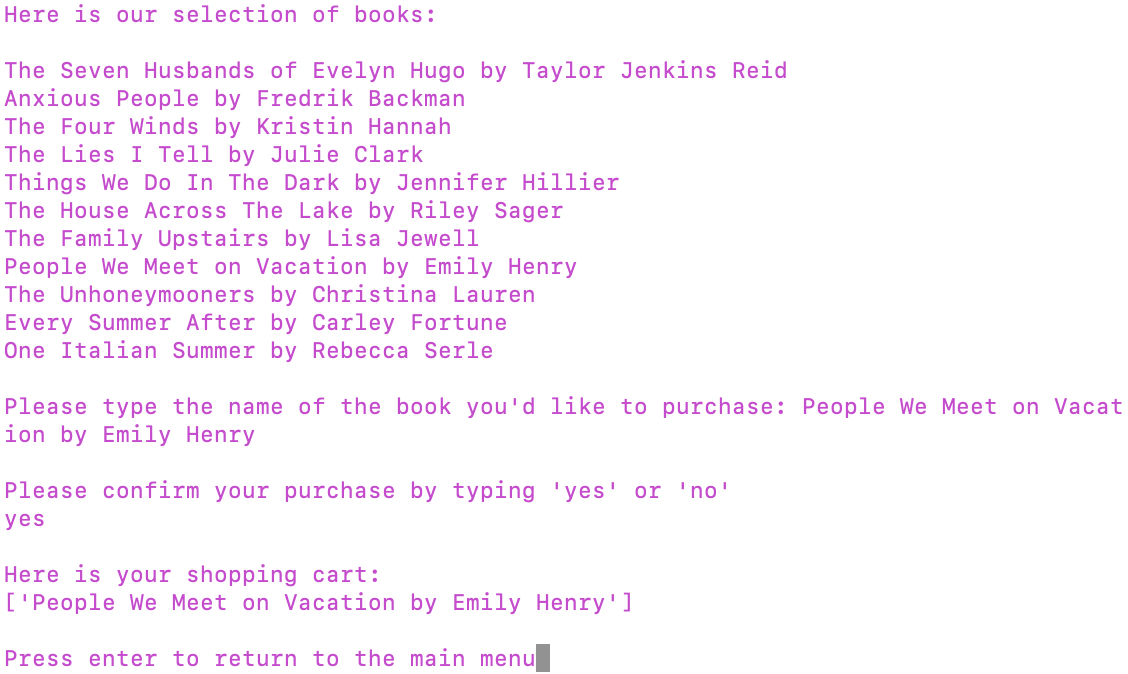 Here is our selection of books:

The Seven Husbands of Evelyn Hugo by Taylor Jenkins Reid
Anxious People by Fredrik Backman
The Four Winds by Kristin Hannah
The Lies I Tell by Julie Clark
Things We Do In The Dark by Jennifer Hillier
The House Across The Lake by Riley Sager
The Family Upstairs by Lisa Jewell
People We Meet on Vacation by Emily Henry
The Unhoneymooners by Christina Lauren
Every Summer After by Carley Fortune
One Italian Summer by Rebecca Serle

Please type the name of the book you'd like to purchase: People We Meet on Vacat
ion by Emily Henry

Please confirm your purchase by typing 'yes' or 'no'
yes

Here is your shopping cart:
['People We Meet on Vacation by Emily Henry']

Press enter to return to the main menu